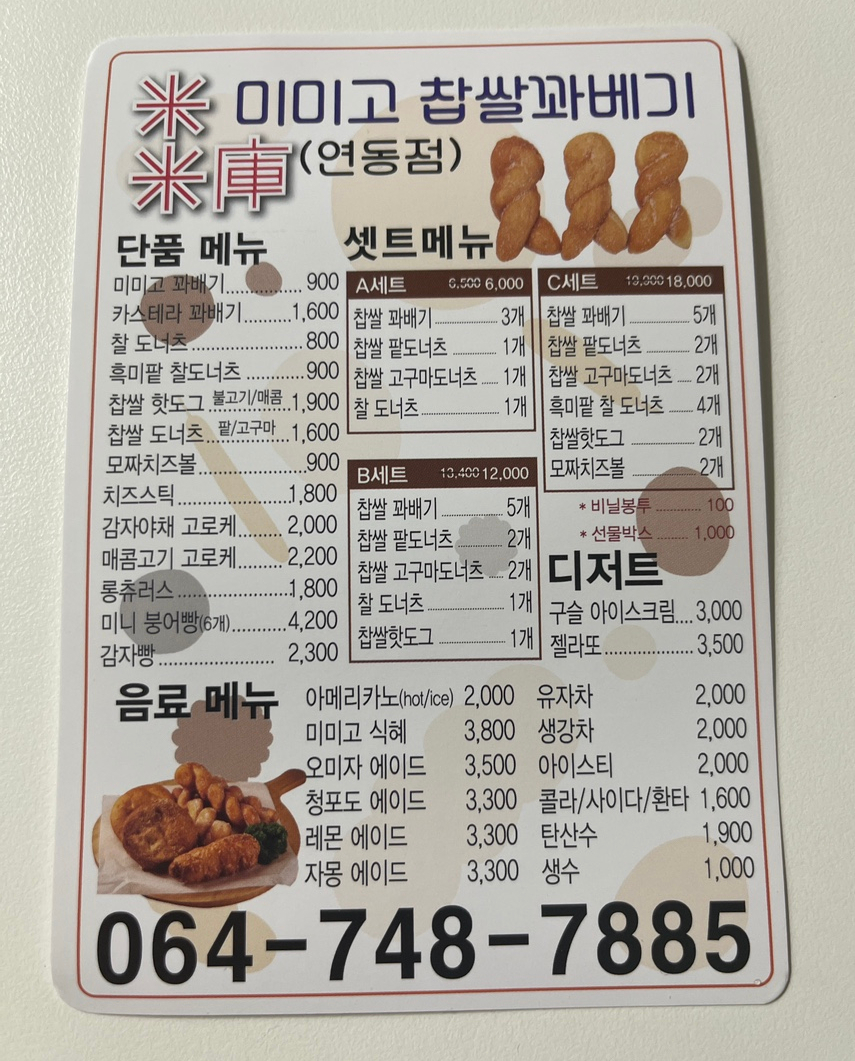 米 미미고 찹쌀꽈베기
米庫 (연동점)
단품 메뉴
미미고 꽈배기 900
카스테라 꽈배기 1,600
찰 도너츠 800
흑미팥 찰도너츠 900
찹쌀 핫도그 불고기/매콤 1,900
찹쌀 도너츠 팥/고구마 1,600
모짜치즈볼 900
치즈스틱 1,800
감자야채 고로케 2,000
매콤고기 고로케 2,200
롱츄러스 1,800
미니 붕어빵(6개) 4,200
감자빵 2,300
셋트메뉴
A세트 6,500 6,000
찹쌀 꽈배기 3개
찹쌀 팥도너츠 1개
찹쌀 고구마도너츠 1개
찰 도너츠 1개
B세트 13,400 12,000
찹쌀 꽈배기 5개
찹쌀 팥도너츠 2개
찹쌀 고구마도너츠 2개
찰 도너츠 1개
찹쌀핫도그 1개
C세트 18,000
찹쌀 꽈배기 5개
찹쌀 팥도너츠 2개
찹쌀 고구마도너츠 2개
흑미팥 찰 도너츠 4개
찹쌀핫도그 2개
모짜치즈볼 2개
* 비닐봉투 100
* 선물박스 1,000
디저트
구슬 아이스크림 3,000
젤라또 3,500
음료 메뉴
아메리카노(hot/ice) 2,000
미미고 식혜 3,800
오미자 에이드 3,500
청포도 에이드 3,300
레몬 에이드 3,300
자몽 에이드 3,300
유자차 2,000
생강차 2,000
아이스티 2,000
콜라/사이다/환타 1,600
탄산수 1,900
생수 1,000
064-748-7885